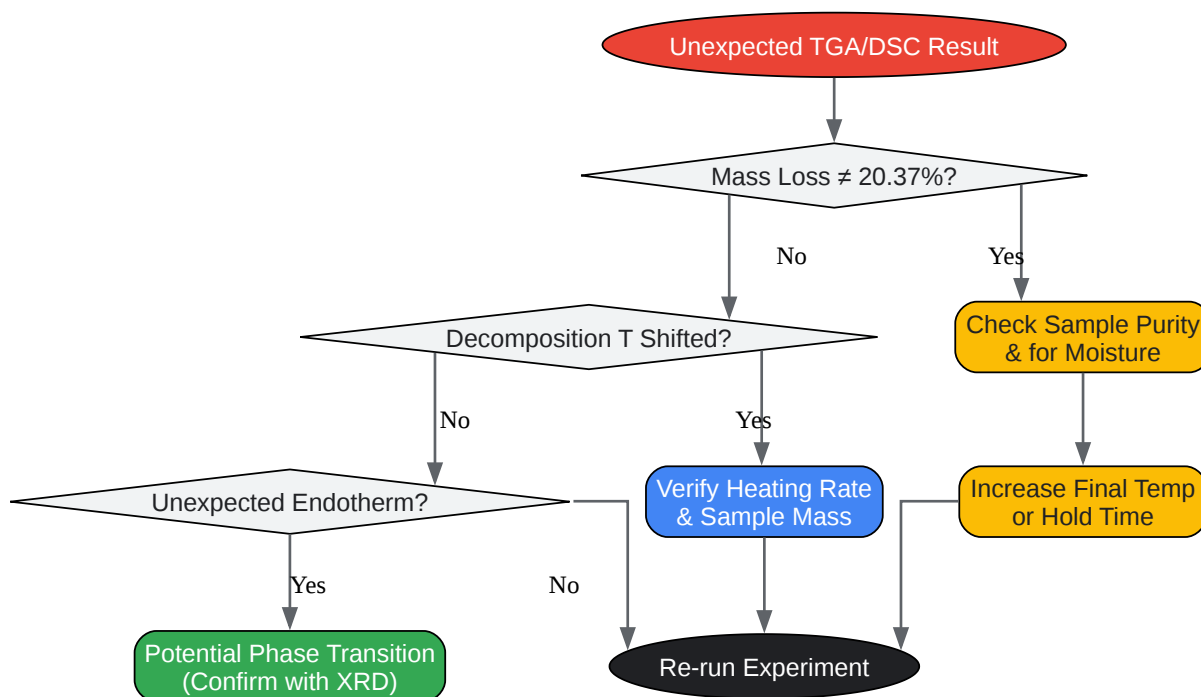 Unexpected TGA/DSC Result
Mass Loss ≠ 20.37%?
No
Yes
Decomposition T Shifted?
Check Sample Purity
& for Moisture
No
Yes
Unexpected Endotherm?
Verify Heating Rate
& Sample Mass
Increase Final Temp
or Hold Time
Yes
No
Potential Phase Transition
(Confirm with XRD)
Re-run Experiment